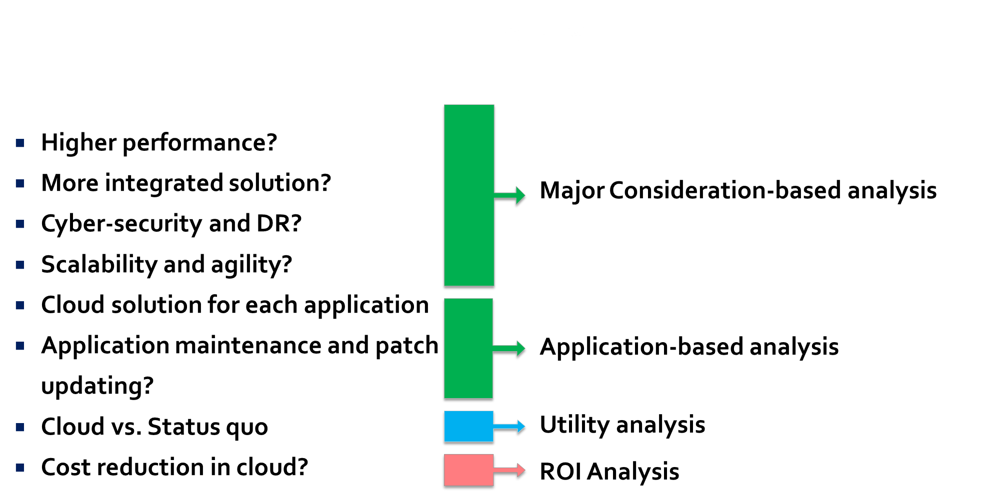 Higher performance?
More integrated solution?
Cyber-security and DR?
Scalability and agility?
Cloud solution for each application
Application maintenance and patch
updating?
Cloud vs. Status quo
Cost reduction in cloud?
Major Consideration-based analysis
Application-based analysis
Utility analysis
ROI Analysis